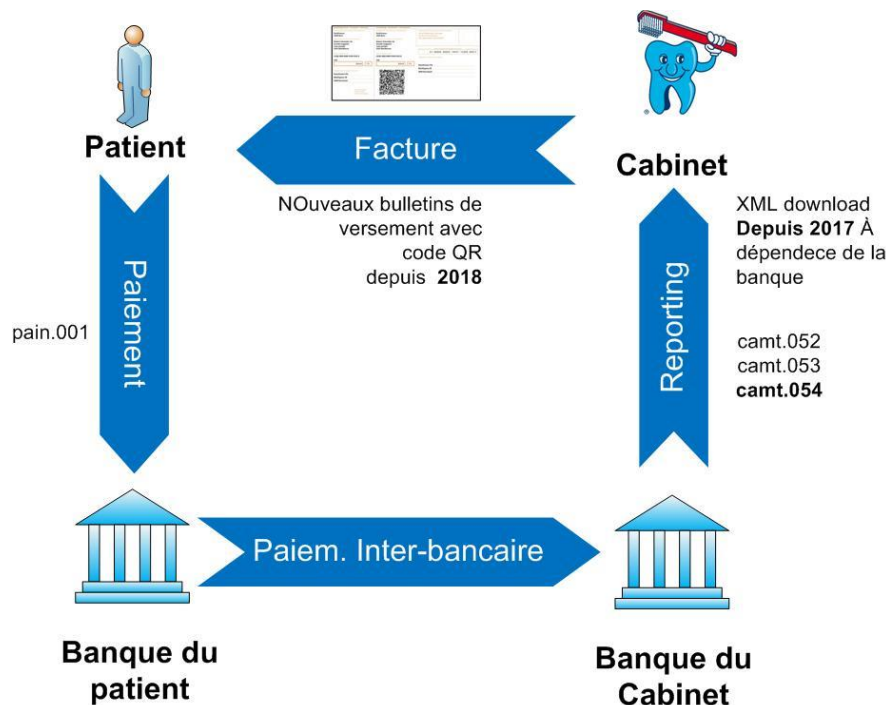 Patient
Facture
Cabinet
NOuveaux bulletins de
versement avec
code QR
depuis 2018
XML download
Depuis 2017 À
dépendece de la
banque
Paiement
pain.001
Reporting
camt.052
camt.053
camt.054
Paiem. Inter-bancaire
Banque du
patient
Banque du
Cabinet